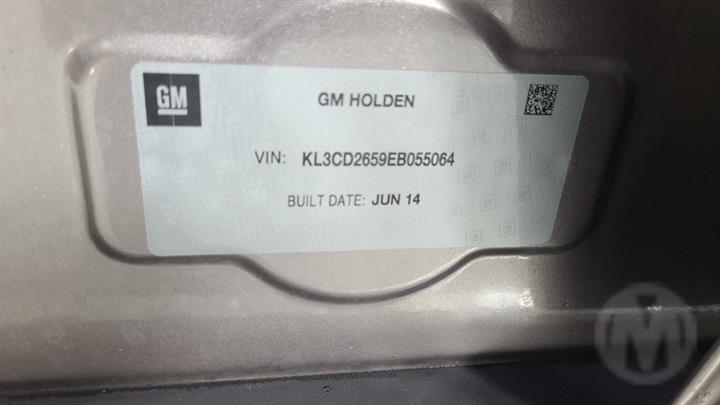 GM
GM HOLDEN
VIN: KL3CD2659EB055064
BUILT DATE: JUN 14
M